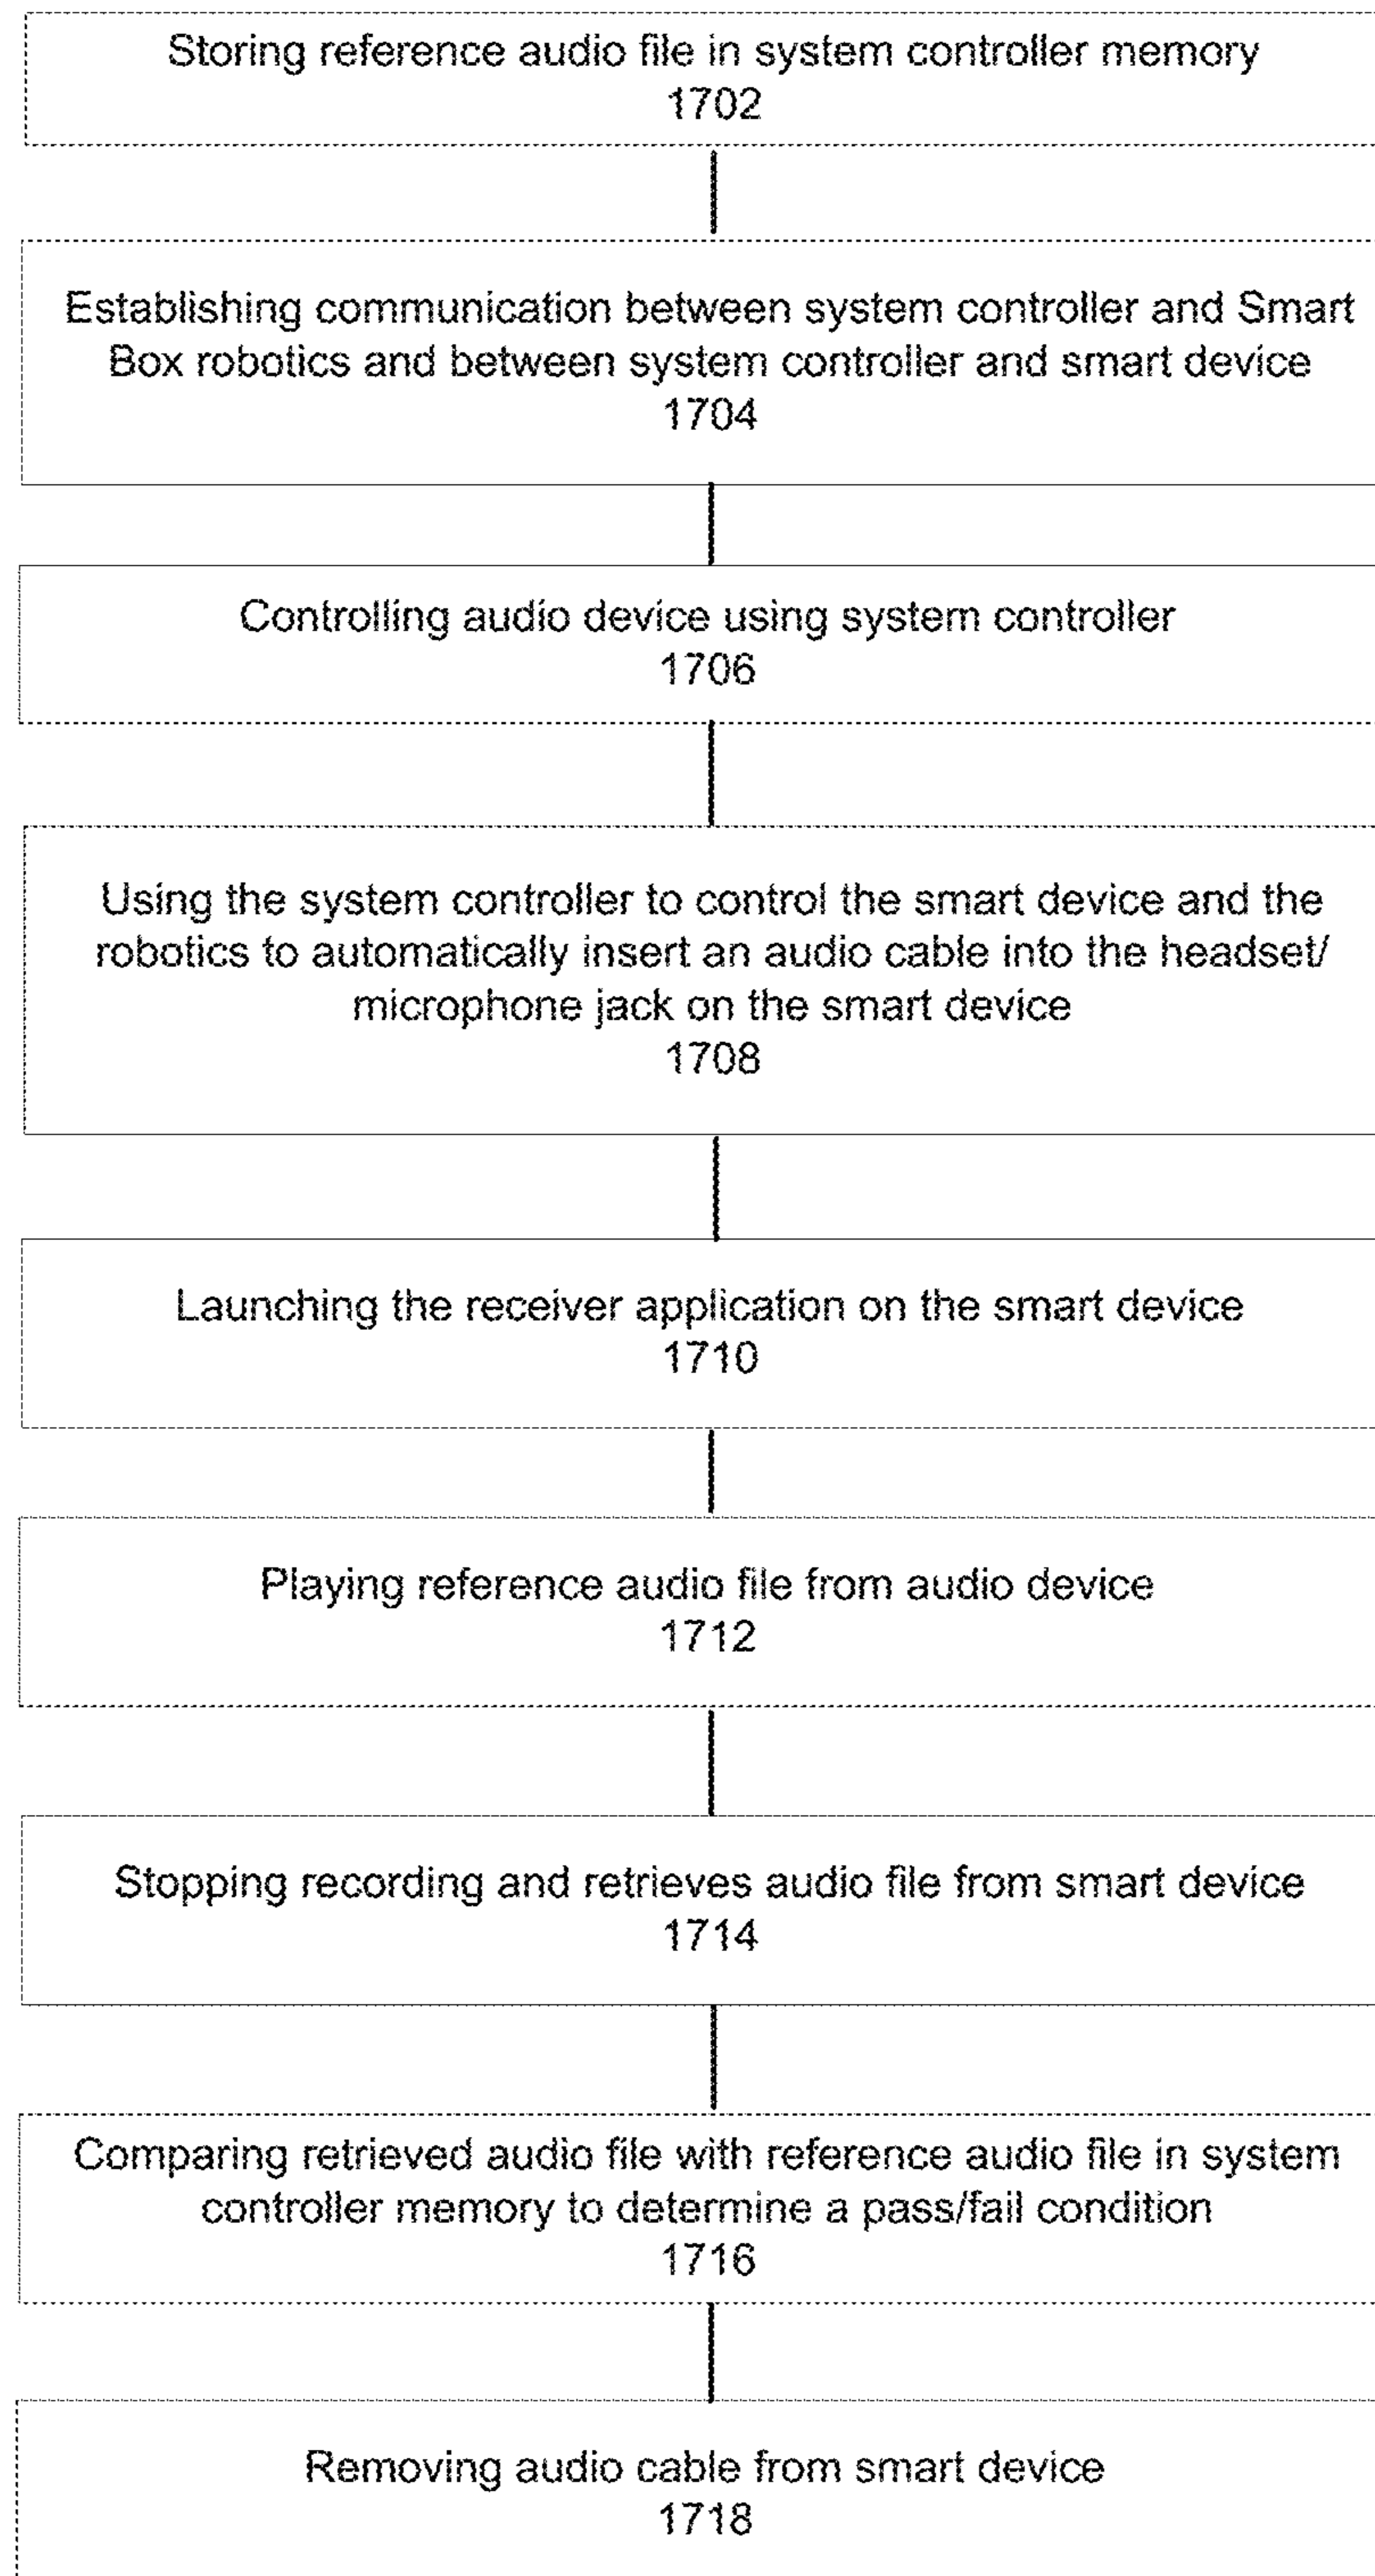 Storing reference audio file in system controller memory
1702
Establishing communication between system controller and Smart
Box robotics and between system controller and smart device
1704
Controlling audio device using system controller
1706
Using the system controller to control the smart device and the
robotics to automatically insert an audio cable into the headset/
microphone jack on the smart device
1708
Launching the receiver application on the smart device
1710
Playing reference audio file from audio device
1712
Stopping recording and retrieves audio file from smart device
1714
Comparing retrieved audio file with reference audio file in system
controller memory to determine a pass/fail condition
1716
Removing audio cable from smart device
1718